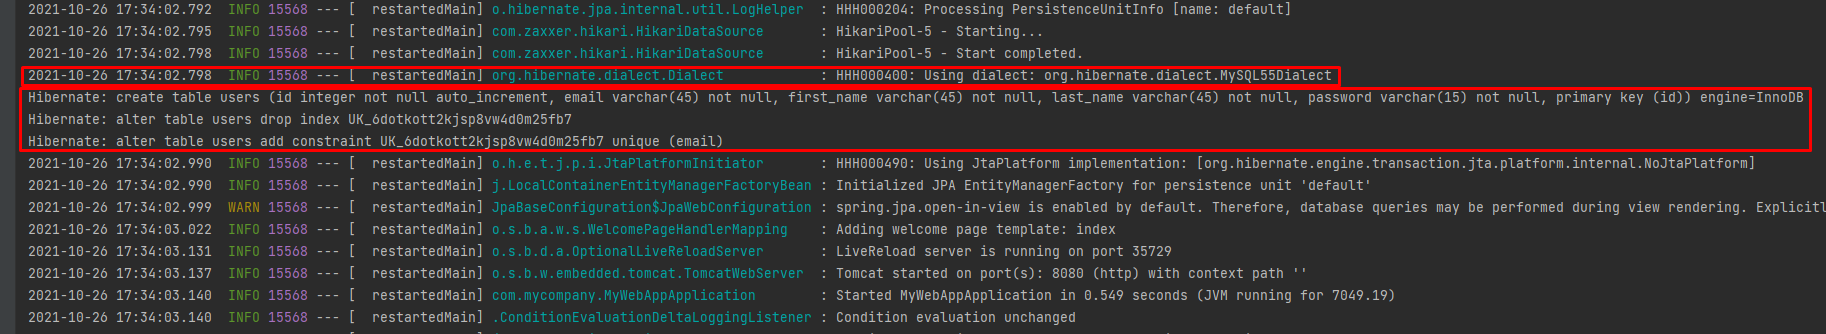 2021-10-26 17:34:02.792  INFO 15568 --- [  restartedMain] o.hibernate.jpa.internal.util.LogHelper  : HHH000204: Processing PersistenceUnitInfo [name: default]
2021-10-26 17:34:02.795  INFO 15568 --- [  restartedMain] com.zaxxer.hikari.HikariDataSource       : HikariPool-5 - Starting...
2021-10-26 17:34:02.798  INFO 15568 --- [  restartedMain] com.zaxxer.hikari.HikariDataSource       : HikariPool-5 - Start completed.
2021-10-26 17:34:02.798  INFO 15568 --- [  restartedMain] org.hibernate.dialect.Dialect            : HHH000400: Using dialect: org.hibernate.dialect.MySQL55Dialect
Hibernate: create table users (id integer not null auto_increment, email varchar(45) not null, first_name varchar(45) not null, last_name varchar(45) not null, password varchar(15) not null, primary key (id)) engine=InnoDB
Hibernate: alter table users drop index UK_6dotkott2kjsp8vw4d0m25fb7
Hibernate: alter table users add constraint UK_6dotkott2kjsp8vw4d0m25fb7 unique (email)
2021-10-26 17:34:02.990  INFO 15568 --- [  restartedMain] o.h.e.t.j.p.i.JtaPlatformInitiator       : HHH000490: Using JtaPlatform implementation: [org.hibernate.engine.transaction.jta.platform.internal.NoJtaPlatform]
2021-10-26 17:34:02.990  INFO 15568 --- [  restartedMain] j.LocalContainerEntityManagerFactoryBean : Initialized JPA EntityManagerFactory for persistence unit 'default'
2021-10-26 17:34:02.999  WARN 15568 --- [  restartedMain] JpaBaseConfiguration$JpaWebConfiguration : spring.jpa.open-in-view is enabled by default. Therefore, database queries may be performed during view rendering. Explicitl
2021-10-26 17:34:03.022  INFO 15568 --- [  restartedMain] o.s.b.a.w.s.WelcomePageHandlerMapping    : Adding welcome page template: index
2021-10-26 17:34:03.131  INFO 15568 --- [  restartedMain] o.s.b.d.a.OptionalLiveReloadServer       : LiveReload server is running on port 35729
2021-10-26 17:34:03.137  INFO 15568 --- [  restartedMain] o.s.b.w.embedded.tomcat.TomcatWebServer  : Tomcat started on port(s): 8080 (http) with context path ''
2021-10-26 17:34:03.140  INFO 15568 --- [  restartedMain] com.mycompany.MyWebAppApplication        : Started MyWebAppApplication in 0.549 seconds (JVM running for 7049.19)
2021-10-26 17:34:03.140  INFO 15568 --- [  restartedMain] .ConditionEvaluationDeltaLoggingListener : Condition evaluation unchanged